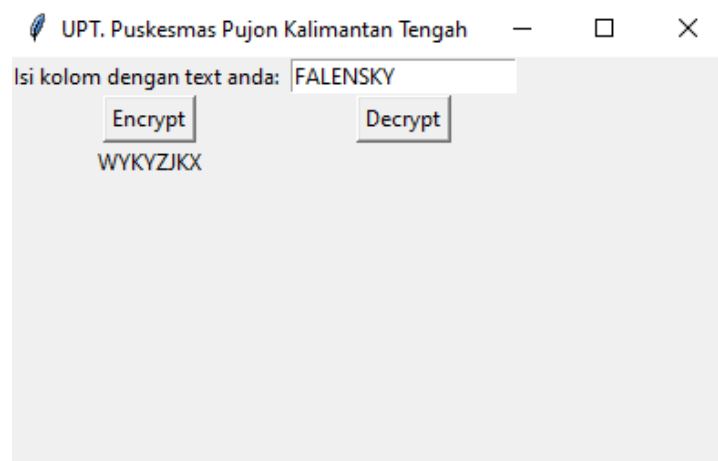 UPT. Puskesmas Pujon Kalimantan Tengah
Isi kolom dengan text anda: FALENSKY
Encrypt Decrypt
WYKYZJKX